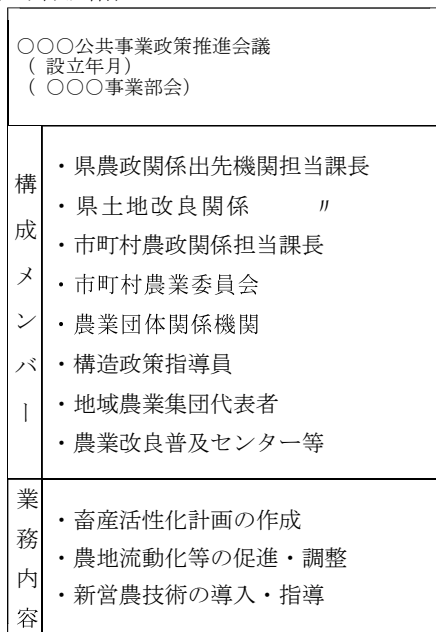 ○○○公共事業政策推進会議
( 設立年月)
( ○○○事業部会)
構成メンバー
・県農政関係出先機関担当課長
・県土地改良関係　　〃
・市町村農政関係担当課長
・市町村農業委員会
・農業団体関係機関
・構造政策指導員
・地域農業集団代表者
・農業改良普及センター等
業務内容
・畜産活性化計画の作成
・農地流動化等の促進・調整
・新営農技術の導入・指導